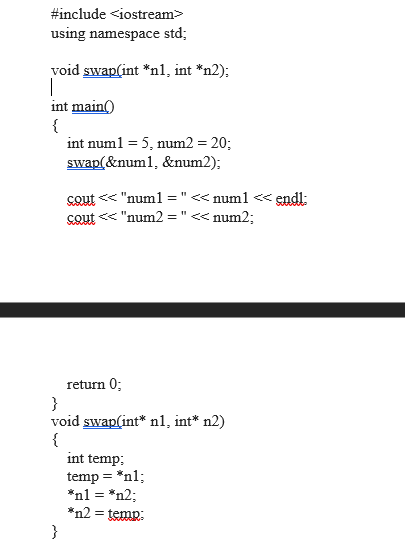 #include <iostream>
using namespace std;
void swap(int *n1, int *n2);
int main()
{
int num1 = 5, num2 = 20;
swap(&num1, &num2);
cout << "num1 = " << num1 << endl;
cout << "num2 = " << num2;
return 0;
}
void swap(int* n1, int* n2)
{
int temp;
temp = *n1;
*n1 = *n2;
*n2 = temp;
}